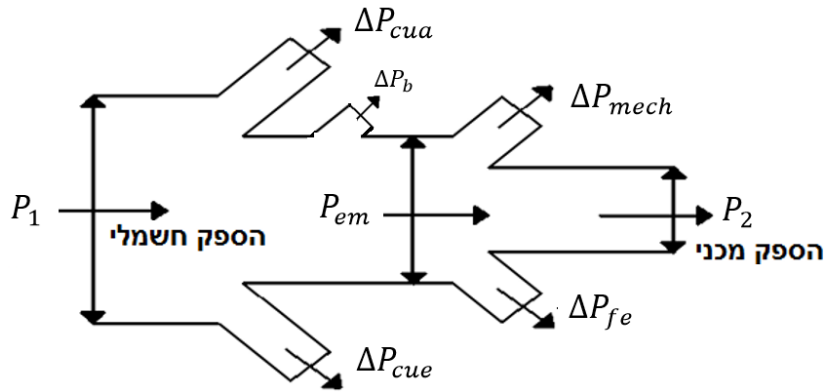 ΔP_cua
ΔP_b
ΔP_mech
P_1
הספק חשמלי
P_em
P_2
הספק מכני
ΔP_fe
ΔP_cue